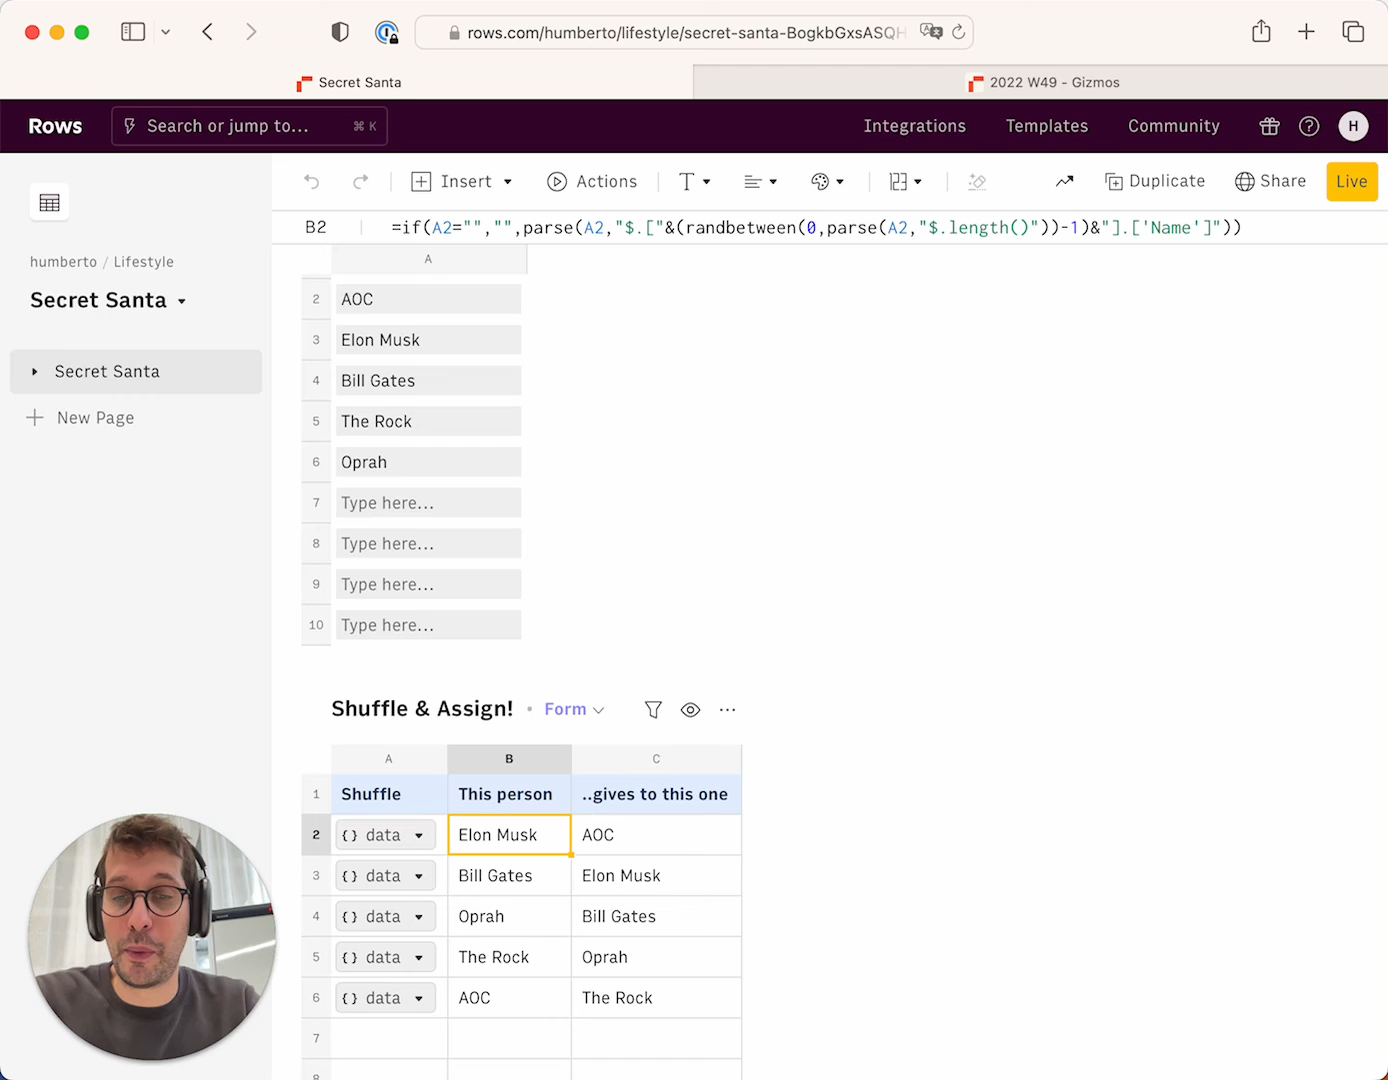 rows.com/humberto/lifestyle/secret-santa-BogkbGxsASQH
Secret Santa
2022 W49 - Gizmos
Rows
Search or jump to...
⌘ K
Integrations
Templates
Community
H
Insert
Actions
Duplicate
Share
Live
B2
=if(A2="","",parse(A2,"$.["&(randbetween(0,parse(A2,"$.length()"))-1)&"].['Name']"))
humberto / Lifestyle
Secret Santa
Secret Santa
New Page
A
2 AOC
3 Elon Musk
4 Bill Gates
5 The Rock
6 Oprah
7 Type here...
8 Type here...
9 Type here...
10 Type here...
Shuffle & Assign! • Form
A B C
1 Shuffle This person ..gives to this one
2 {} data Elon Musk AOC
3 {} data Bill Gates Elon Musk
4 {} data Oprah Bill Gates
5 {} data The Rock Oprah
6 {} data AOC The Rock
7
8